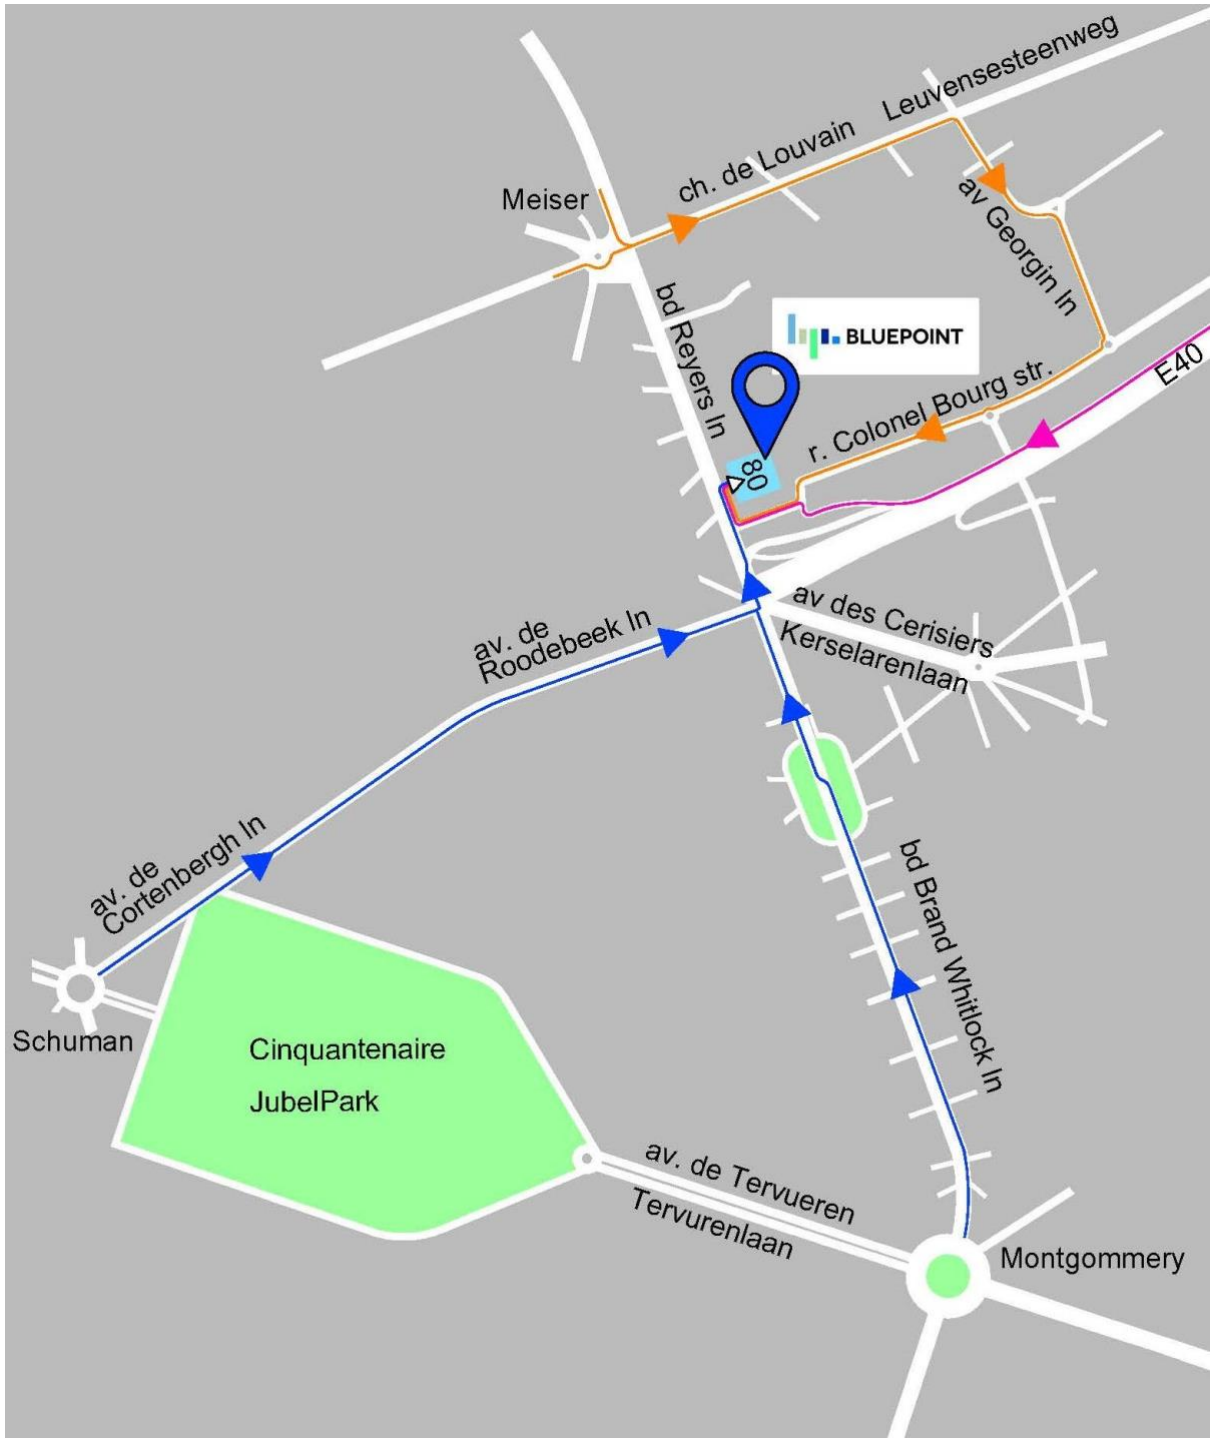 Leuvensesteenweg
ch. de Louvain
Meiser
av Georgin ln
bd Reyers ln
BLUEPOINT
E40
r. Colonel Bourg str.
80
av des Cerisiers
Kerselarenlaan
av. de
Roodebeek ln
av. de
Cortenbergh ln
bd Brand Whitlock ln
Schuman
Cinquantenaire
JubelPark
av. de Tervueren
Tervurenlaan
Montgommery